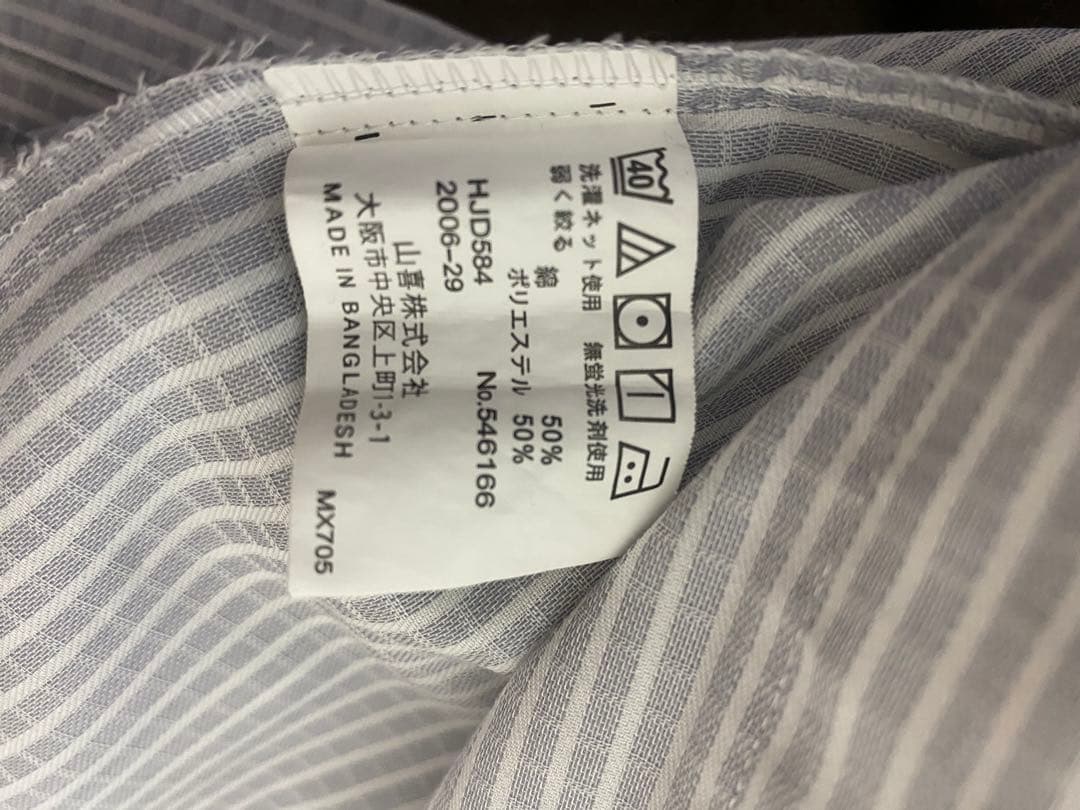 40
洗濯ネット使用 無蛍光洗剤使用
弱く絞る
綿 50%
ポリエステル 50%
HJD584 No.546166
2006-29
山喜株式会社
大阪市中央区上町1-3-1
MADE IN BANGLADESH MX705